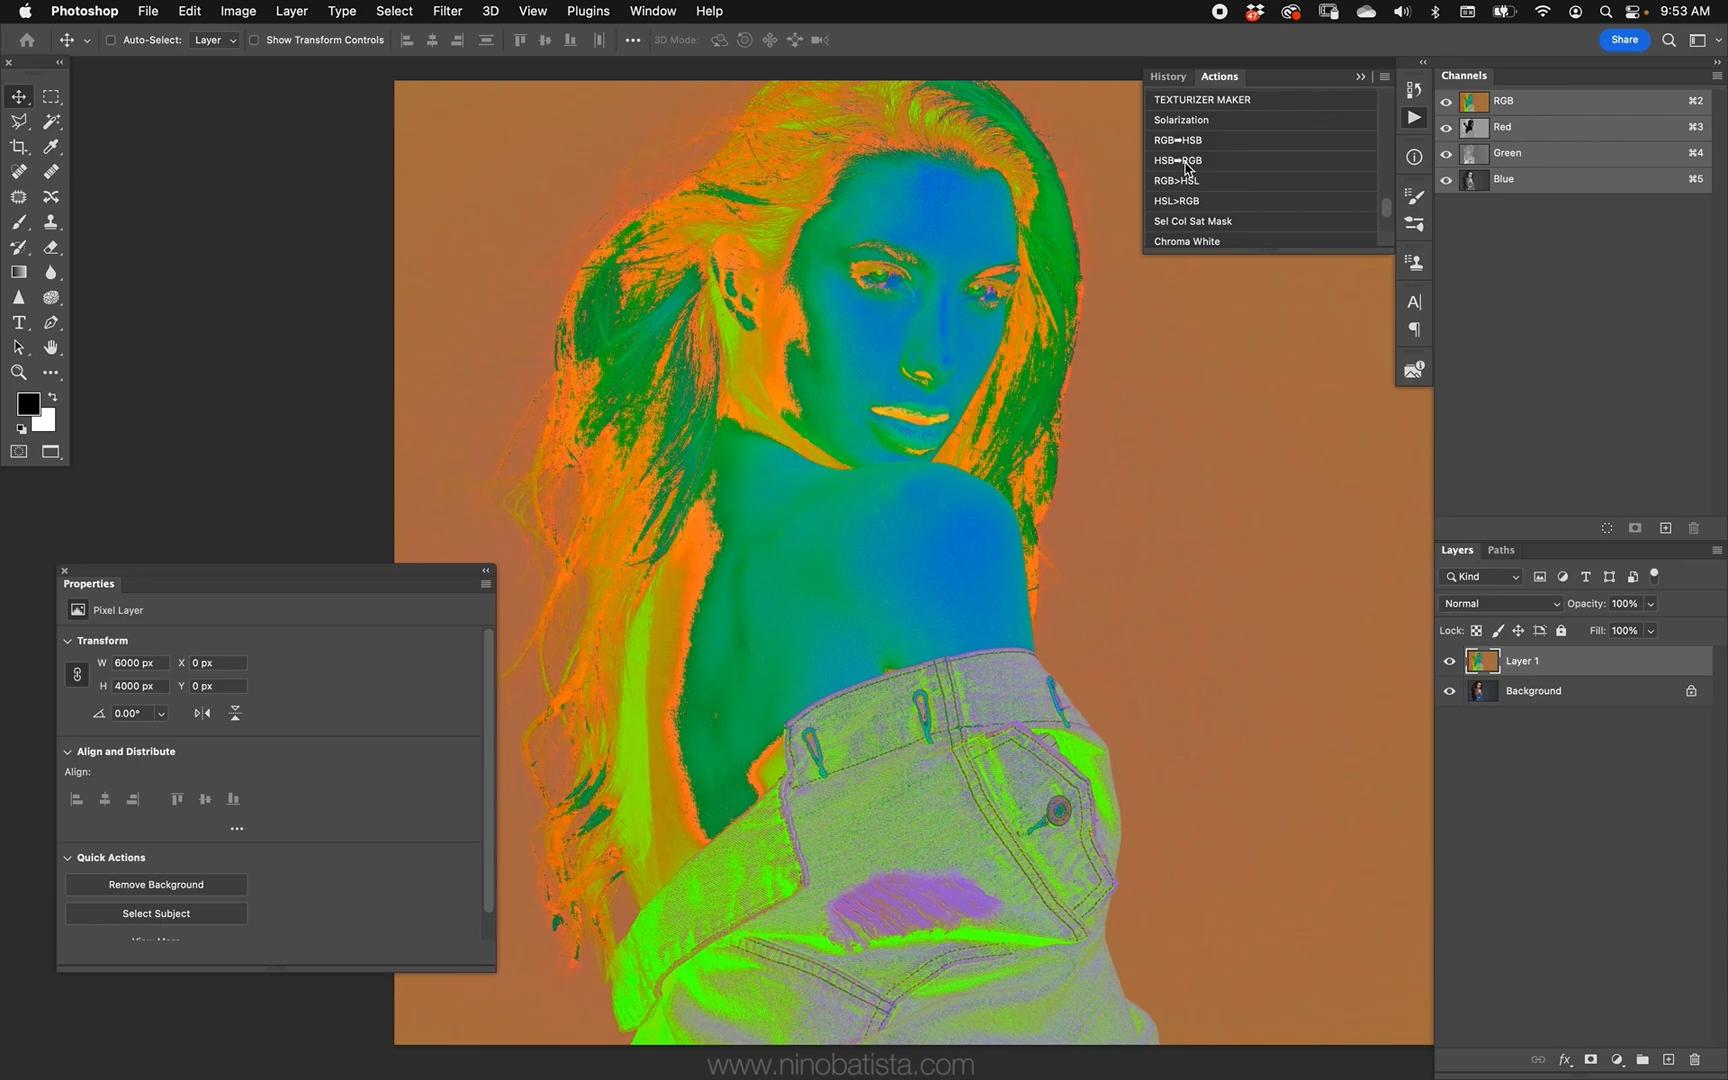 Photoshop File Edit Image Layer Type Select Filter 3D View Plugins Window Help 47 9:53 AM
Auto-Select: Layer Show Transform Controls 3D Mode: Share
History Actions
TEXTURIZER MAKER
Solarization
RGB➡HSB
HSB➡RGB
RGB>HSL
HSL>RGB
Sel Col Sat Mask
Chroma White
Channels
RGB ⌘2
Red ⌘3
Green ⌘4
Blue ⌘5
Layers Paths
Kind
Normal Opacity: 100%
Lock: Fill: 100%
Layer 1
Background
Properties
Pixel Layer
Transform
W 6000 px X 0 px
H 4000 px Y 0 px
0.00°
Align and Distribute
Align:
Quick Actions
Remove Background
Select Subject
www.ninobatista.com